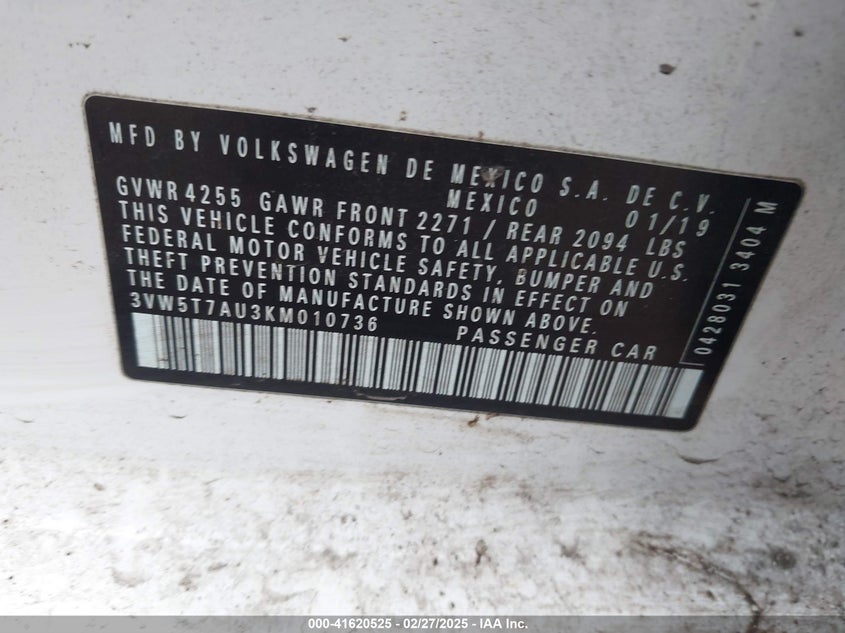 MFD BY VOLKSWAGEN DE MEXICO S.A. DE C.V.
MEXICO 01/19
GVWR 4255 GAWR FRONT 2271 / REAR 2094 LBS
THIS VEHICLE CONFORMS TO ALL APPLICABLE U.S.
FEDERAL MOTOR VEHICLE SAFETY, BUMPER AND
THEFT PREVENTION STANDARDS IN EFFECT ON
THE DATE OF MANUFACTURE SHOWN ABOVE.
3VW5T7AU3KM010736 PASSENGER CAR
0428031 3404 M
000-41620525 - 02/27/2025 - IAA Inc.